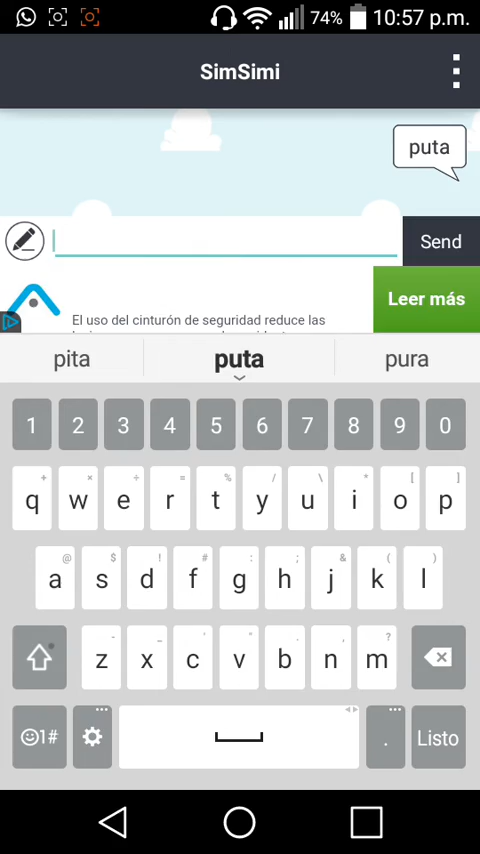 74% 10:57 p.m.
SimSimi
puta
Send
El uso del cinturón de seguridad reduce las
Leer más
pita puta pura
1 2 3 4 5 6 7 8 9 0
+ × ÷ = % / \ * [ ]
q w e r t y u i o p
@ $ ! # : ; & ( )
a s d f g h j k l
- _ ' " . , ?
z x c v b n m
1# . Listo